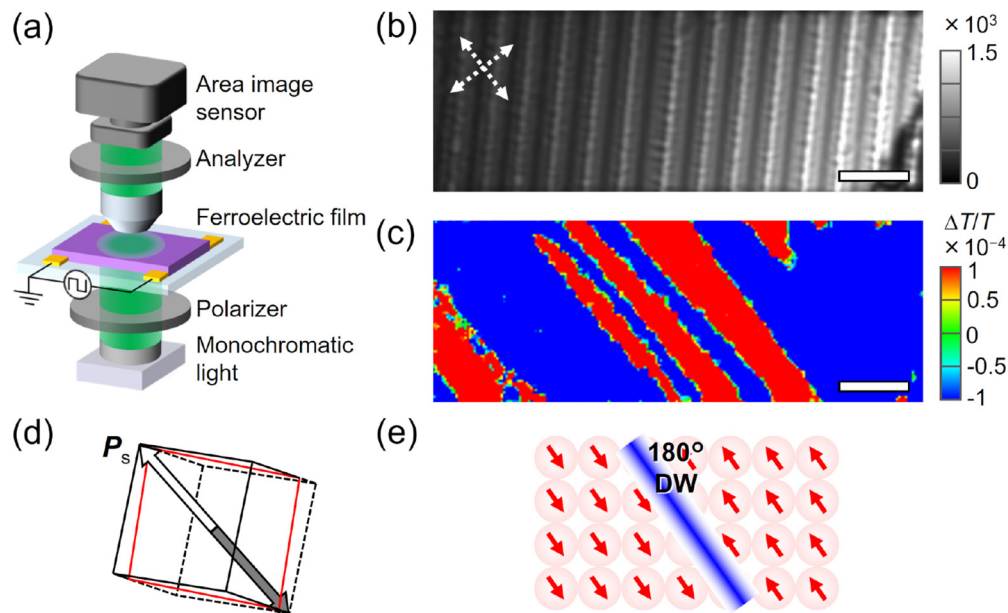 (a)
Area image
sensor
Analyzer
Ferroelectric film
Polarizer
Monochromatic
light
(b)
× 10³
1.5
0
(c)
ΔT/T
× 10⁻⁴
1
0.5
0
-0.5
-1
(d)
Pₛ
(e)
180°
DW